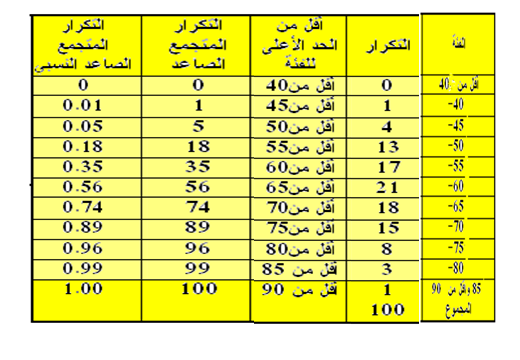 الفئة | التكرار | أقل من الحد الأعلى للفئة | التكرار المتجمع الصاعد | التكرار المتجمع الصاعد النسبي
أقل من 40 | 0 | أقل من40 | 0 | 0
40- | 1 | أقل من45 | 1 | 0.01
45- | 4 | أقل من50 | 5 | 0.05
50- | 13 | أقل من55 | 18 | 0.18
55- | 17 | أقل من60 | 35 | 0.35
60- | 21 | أقل من65 | 56 | 0.56
65- | 18 | أقل من70 | 74 | 0.74
70- | 15 | أقل من75 | 89 | 0.89
75- | 8 | أقل من80 | 96 | 0.96
80- | 3 | أقل من 85 | 99 | 0.99
85 وأقل من 90 | 1 | أقل من 90 | 100 | 1.00
المجموع | 100